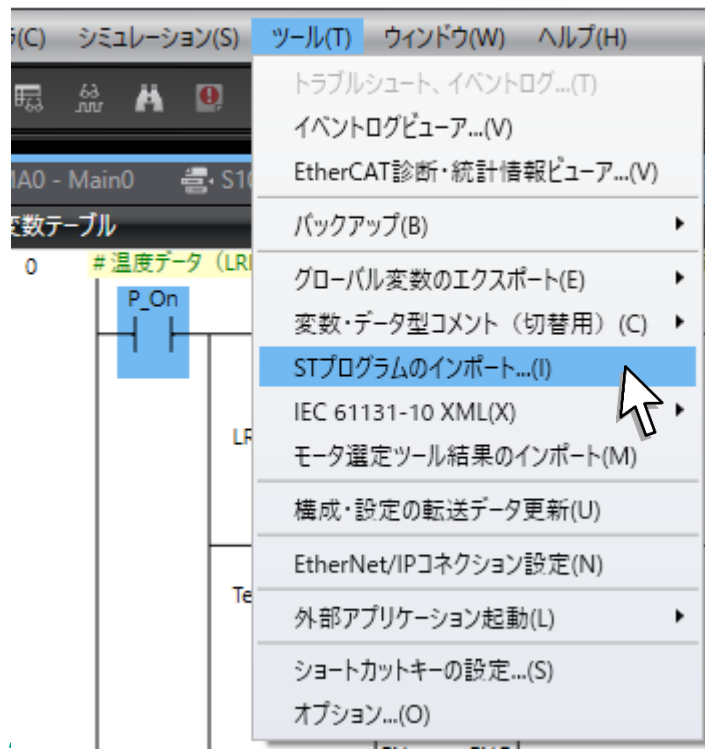 (C) シミュレーション(S) ツール(T) ウィンドウ(W) ヘルプ(H)
トラブルシュート、イベントログ...(T)
イベントログビューア...(V)
EtherCAT診断・統計情報ビューア...(V)
バックアップ(B)
グローバル変数のエクスポート(E)
変数・データ型コメント（切替用）(C)
STプログラムのインポート...(I)
IEC 61131-10 XML(X)
モータ選定ツール結果のインポート(M)
構成・設定の転送データ更新(U)
EtherNet/IPコネクション設定(N)
外部アプリケーション起動(L)
ショートカットキーの設定...(S)
オプション...(O)
Main0
変数テーブル
0
#温度データ
P_On